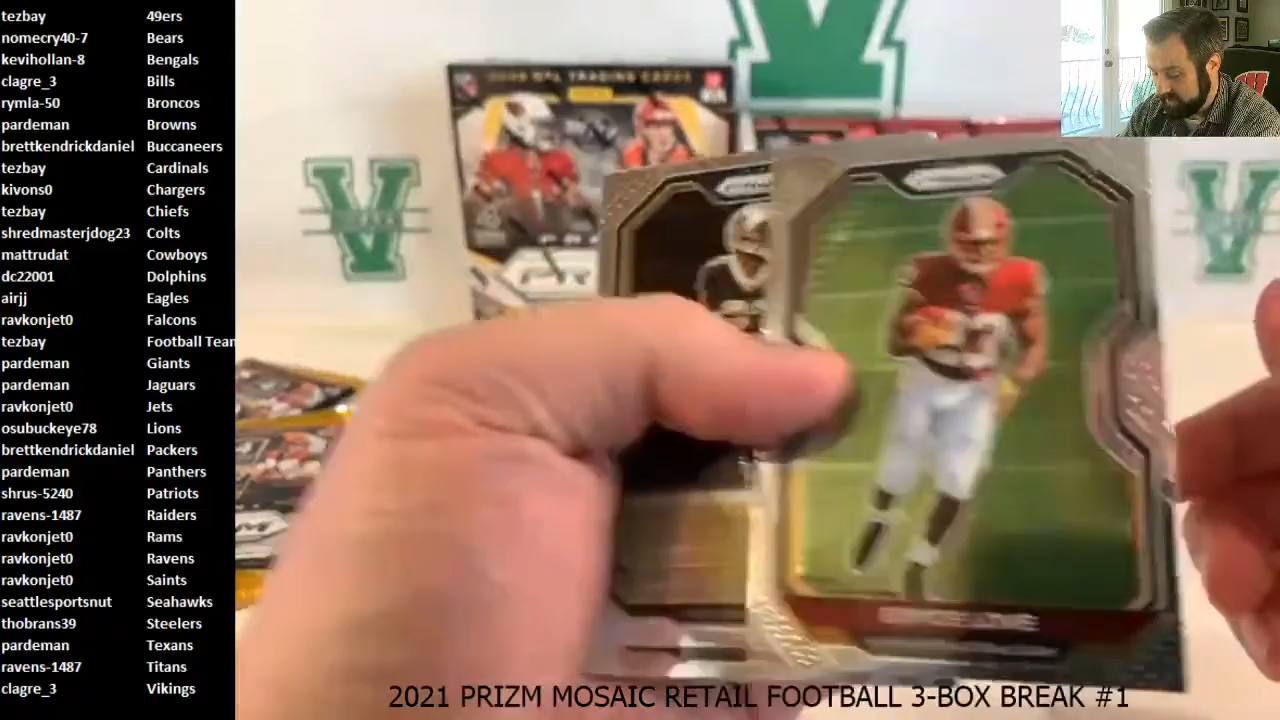 tezbay 49ers
nomecry40-7 Bears
kevihollan-8 Bengals
clagre_3 Bills
rymla-50 Broncos
pardeman Browns
brettkendrickdaniel Buccaneers
tezbay Cardinals
kivons0 Chargers
tezbay Chiefs
shredmasterjdog23 Colts
mattrudat Cowboys
dc22001 Dolphins
airjj Eagles
ravkonjet0 Falcons
tezbay Football Team
pardeman Giants
pardeman Jaguars
ravkonjet0 Jets
osubuckeye78 Lions
brettkendrickdaniel Packers
pardeman Panthers
shrus-5240 Patriots
ravens-1487 Raiders
ravkonjet0 Rams
ravkonjet0 Ravens
ravkonjet0 Saints
seattlesportsnut Seahawks
thobrans39 Steelers
pardeman Texans
ravens-1487 Titans
clagre_3 Vikings
NFL TRADING CARDS
2021 PRIZM MOSAIC RETAIL FOOTBALL 3-BOX BREAK #1